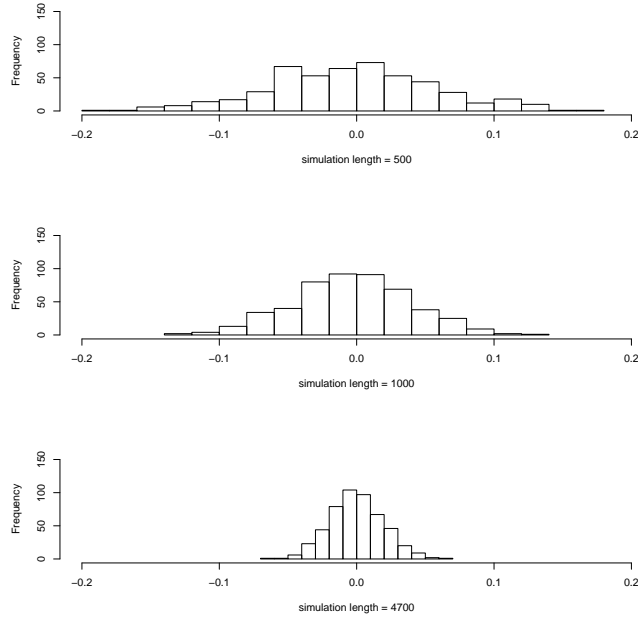 150
100
50
0
Frequency
−0.2 −0.1 0.0 0.1 0.2
simulation length = 500
150
100
50
0
Frequency
−0.2 −0.1 0.0 0.1 0.2
simulation length = 1000
150
100
50
0
Frequency
−0.2 −0.1 0.0 0.1 0.2
simulation length = 4700